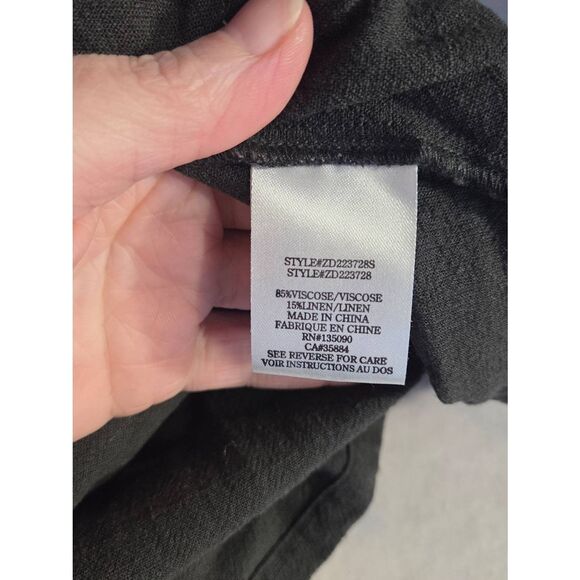 STYLE#ZD223728S
STYLE#ZD223728
85%VISCOSE/VISCOSE
15%LINEN/LINEN
MADE IN CHINA
FABRIQUE EN CHINE
RN#135090
CA#35884
SEE REVERSE FOR CARE
VOIR INSTRUCTIONS AU DOS